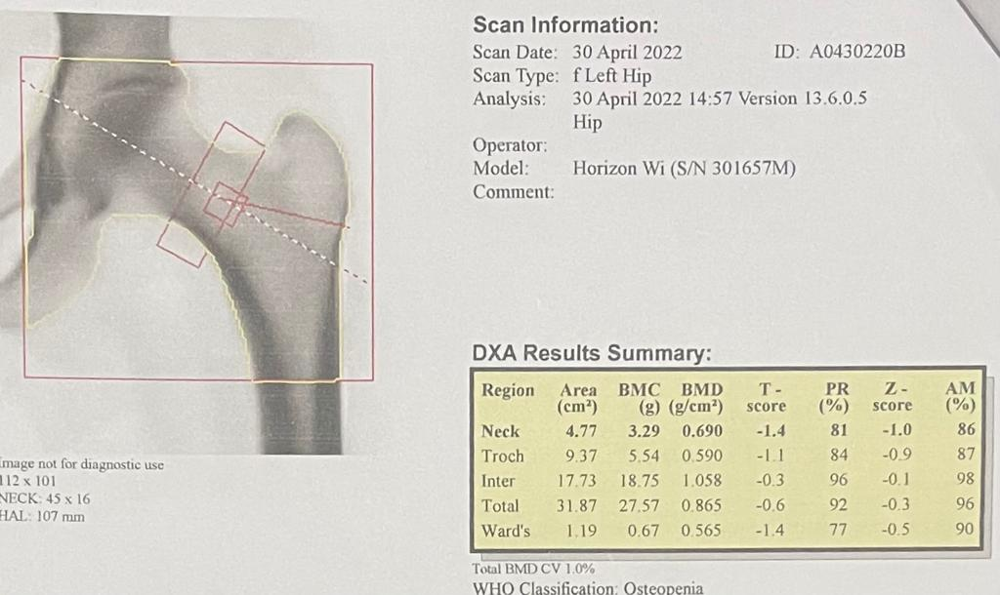 Scan Information:
Scan Date: 30 April 2022 ID: A0430220B
Scan Type: f Left Hip
Analysis: 30 April 2022 14:57 Version 13.6.0.5
Hip
Operator:
Model: Horizon Wi (S/N 301657M)
Comment:
mage not for diagnostic use
112 x 101
NECK: 45 x 16
HAL: 107 mm
DXA Results Summary:
Region Area (cm²) BMC (g) BMD (g/cm²) T - score PR (%) Z - score AM (%)
Neck 4.77 3.29 0.690 -1.4 81 -1.0 86
Troch 9.37 5.54 0.590 -1.1 84 -0.9 87
Inter 17.73 18.75 1.058 -0.3 96 -0.1 98
Total 31.87 27.57 0.865 -0.6 92 -0.3 96
Ward's 1.19 0.67 0.565 -1.4 77 -0.5 90
Total BMD CV 1.0%
WHO Classification: Osteopenia